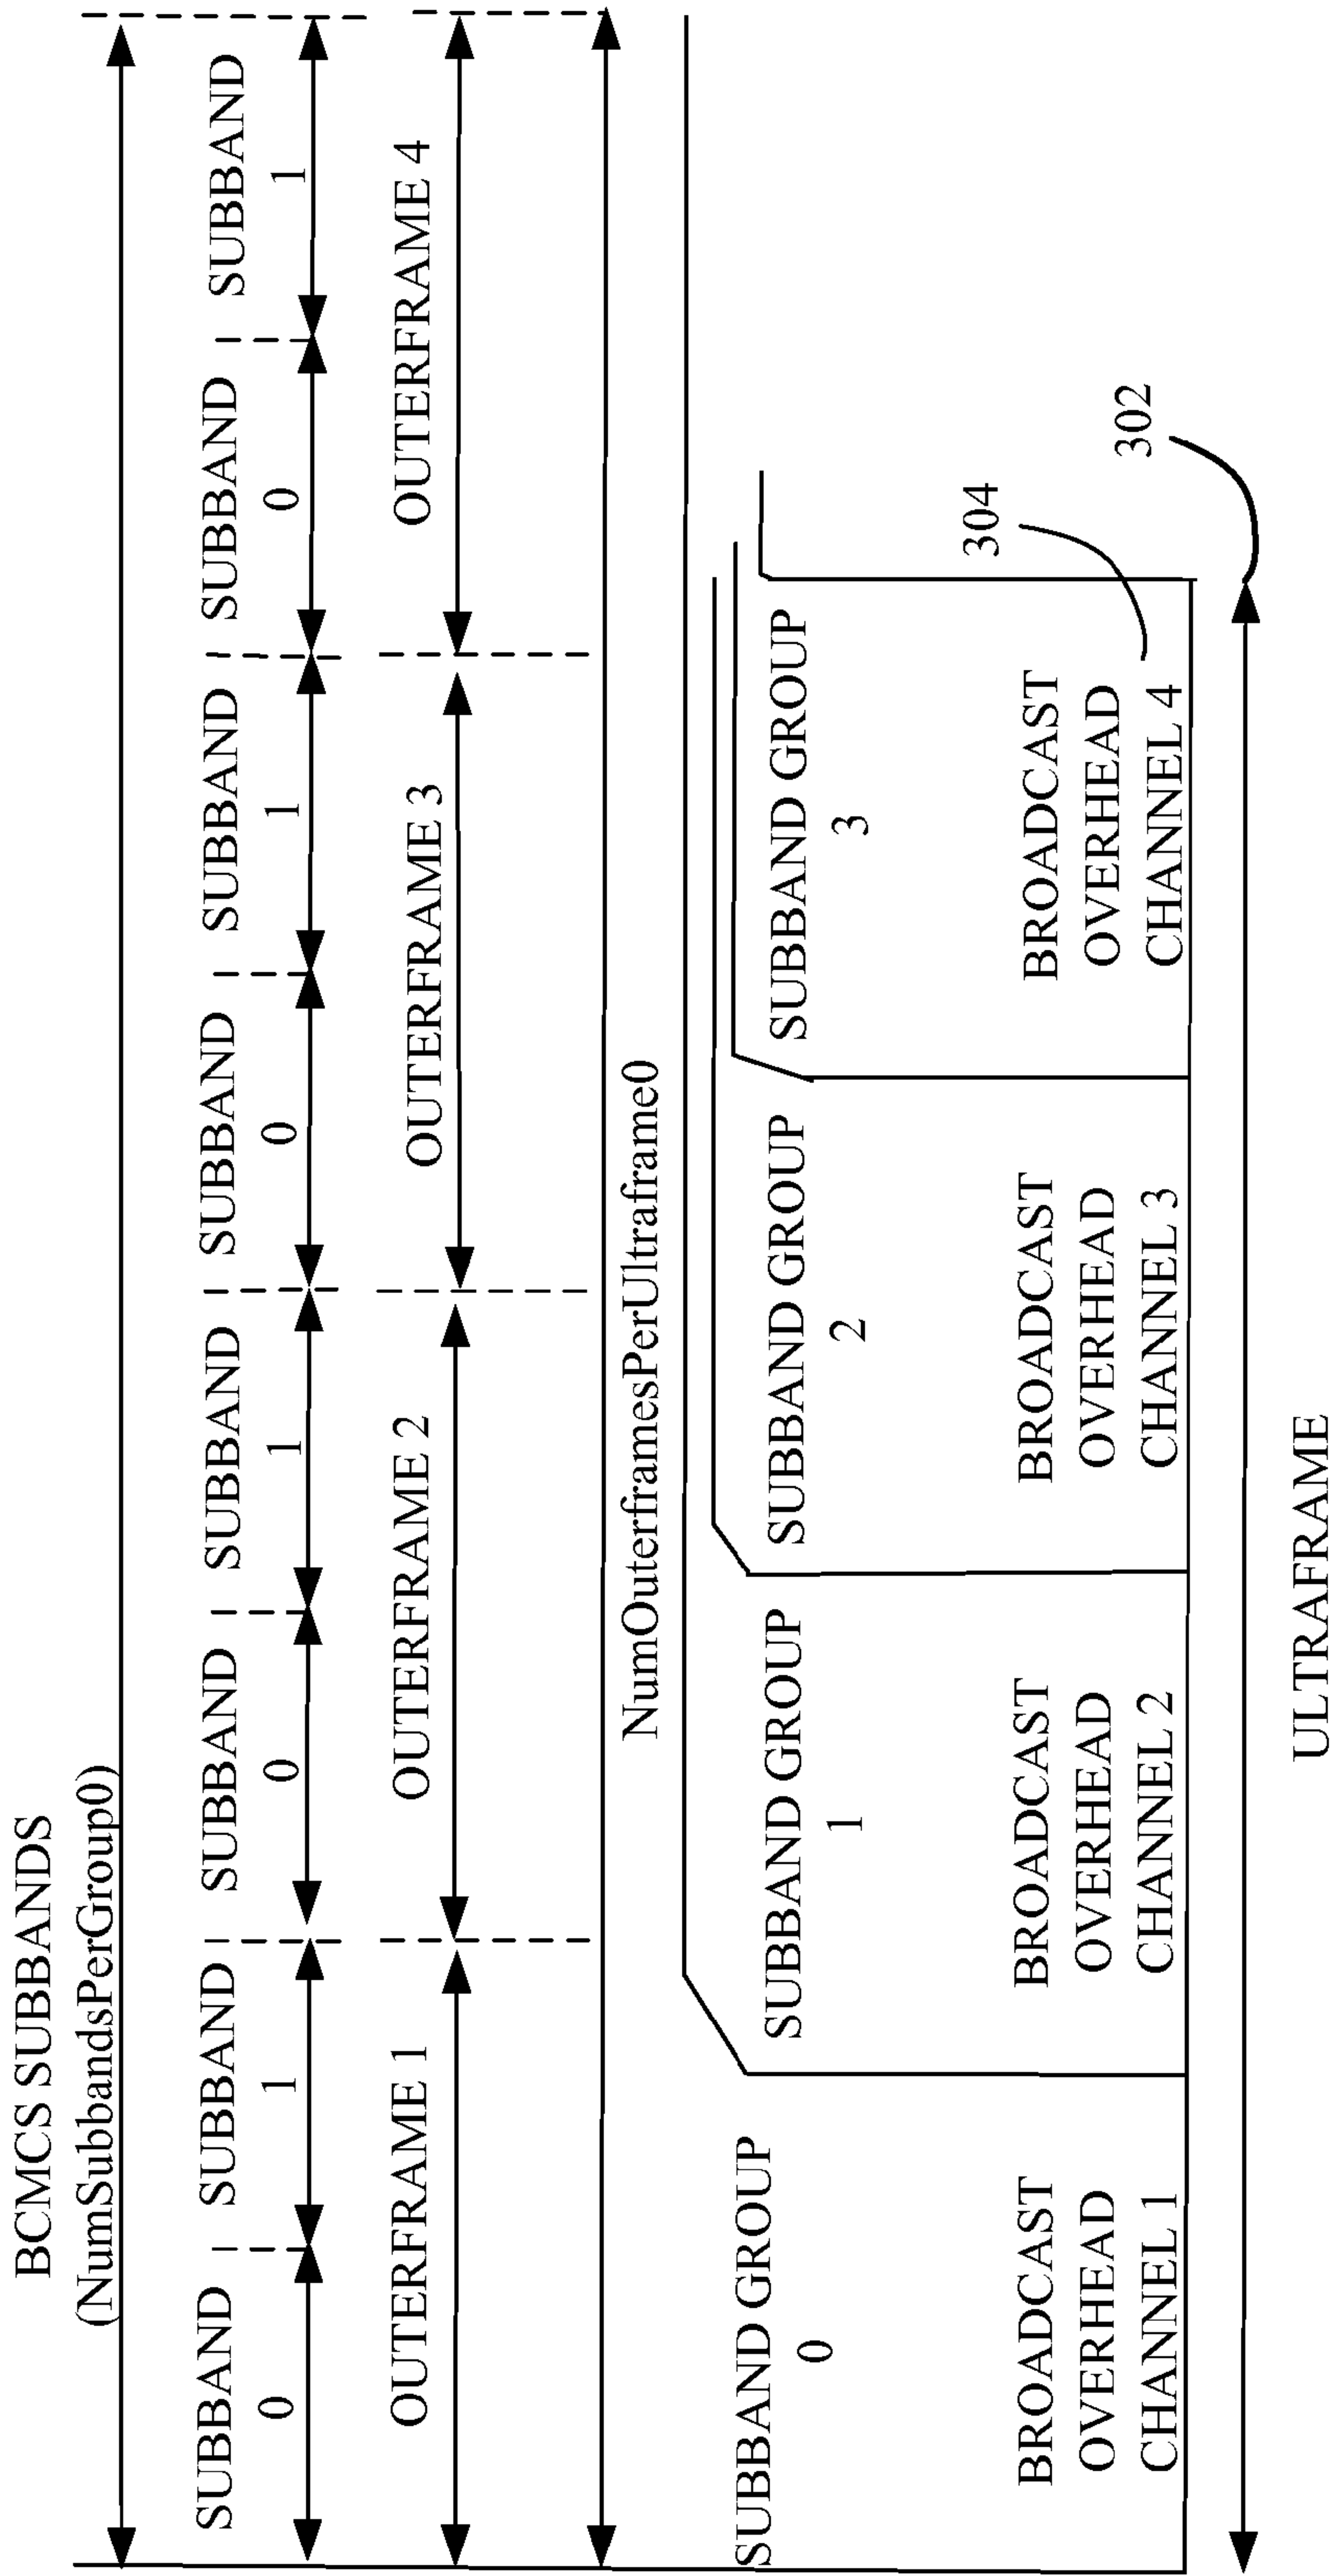 BCMCS SUBBANDS
(NumSubbandsPerGroup0)
SUBBAND
0
SUBBAND
1
SUBBAND
0
SUBBAND
1
SUBBAND
0
SUBBAND
1
SUBBAND
0
SUBBAND
1
OUTERFRAME 1
OUTERFRAME 2
OUTERFRAME 3
OUTERFRAME 4
NumOuterframesPerUltraframe0
SUBBAND GROUP
0
BROADCAST
OVERHEAD
CHANNEL 1
SUBBAND GROUP
1
BROADCAST
OVERHEAD
CHANNEL 2
SUBBAND GROUP
2
BROADCAST
OVERHEAD
CHANNEL 3
SUBBAND GROUP
3
BROADCAST
OVERHEAD
CHANNEL 4
304
302
ULTRAFRAME